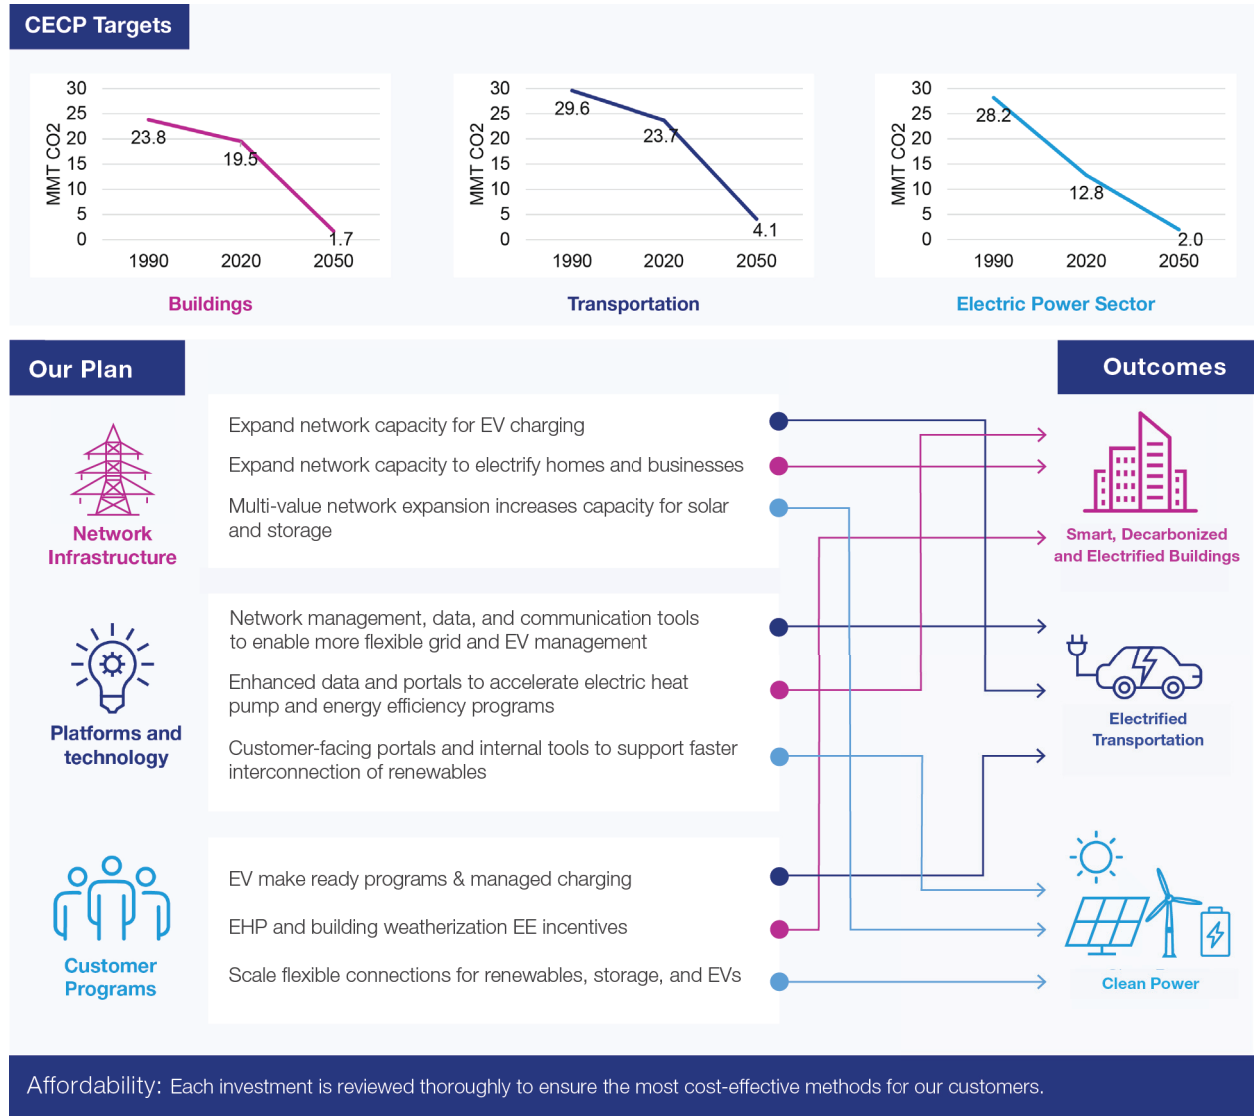 CECP Targets
MMT CO2
30
25
20
15
10
5
0
23.8
19.5
1.7
1990 2020 2050
Buildings
MMT CO2
30
25
20
15
10
5
0
29.6
23.7
4.1
1990 2020 2050
Transportation
MMT CO2
30
25
20
15
10
5
0
28.2
12.8
2.0
1990 2020 2050
Electric Power Sector
Our Plan
Outcomes
Network
Infrastructure
Expand network capacity for EV charging
Expand network capacity to electrify homes and businesses
Multi-value network expansion increases capacity for solar
and storage
Smart, Decarbonized
and Electrified Buildings
Platforms and
technology
Network management, data, and communication tools
to enable more flexible grid and EV management
Enhanced data and portals to accelerate electric heat
pump and energy efficiency programs
Customer-facing portals and internal tools to support faster
interconnection of renewables
Electrified
Transportation
Customer
Programs
EV make ready programs & managed charging
EHP and building weatherization EE incentives
Scale flexible connections for renewables, storage, and EVs
Clean Power
Affordability: Each investment is reviewed thoroughly to ensure the most cost-effective methods for our customers.